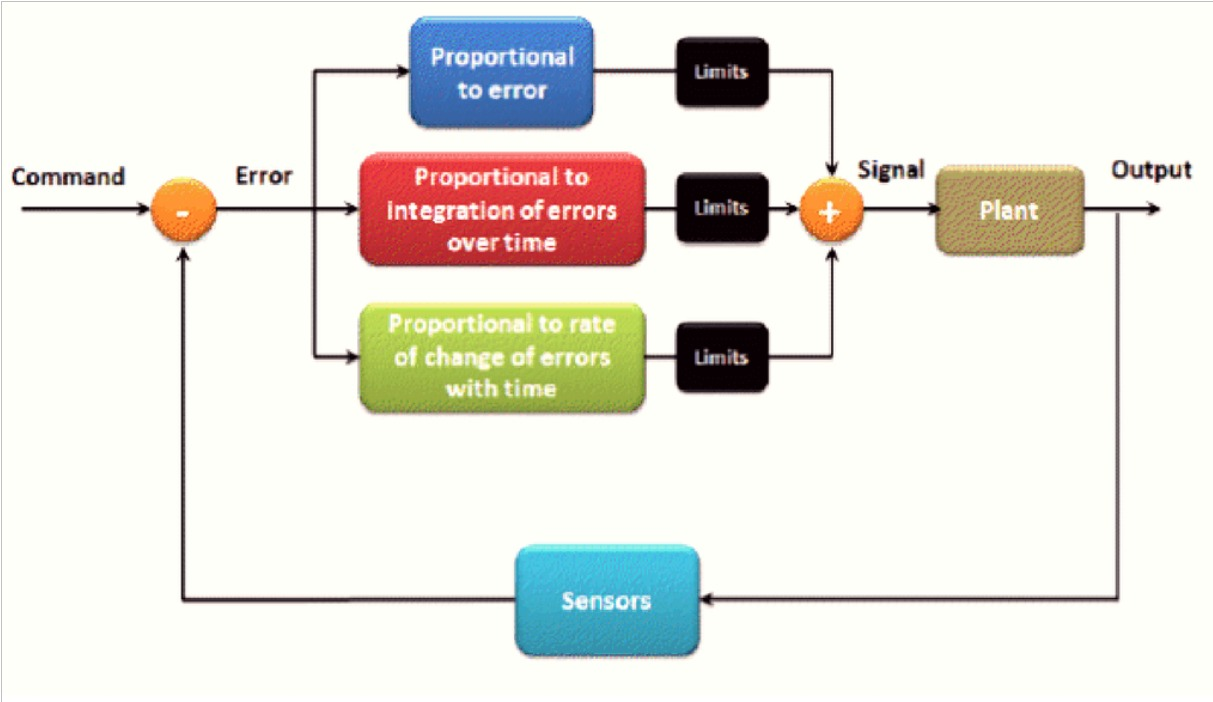 Proportional
to error
Limits
Command
Error
Proportional to
integration of errors
over time
Limits
Signal
Output
-
+
Plant
Proportional to rate
of change of errors
with time
Limits
Sensors